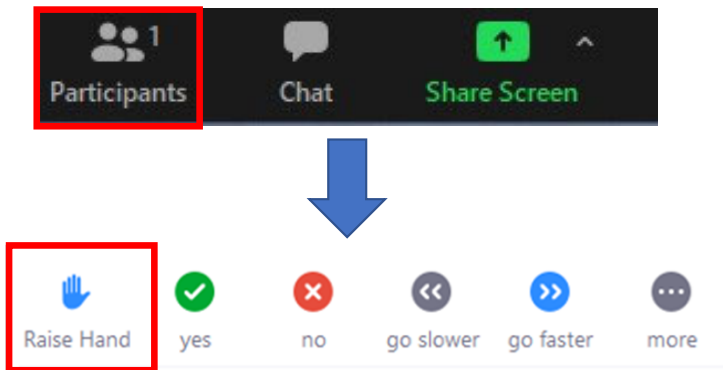 1
Participants Chat Share Screen
Raise Hand yes no go slower go faster more